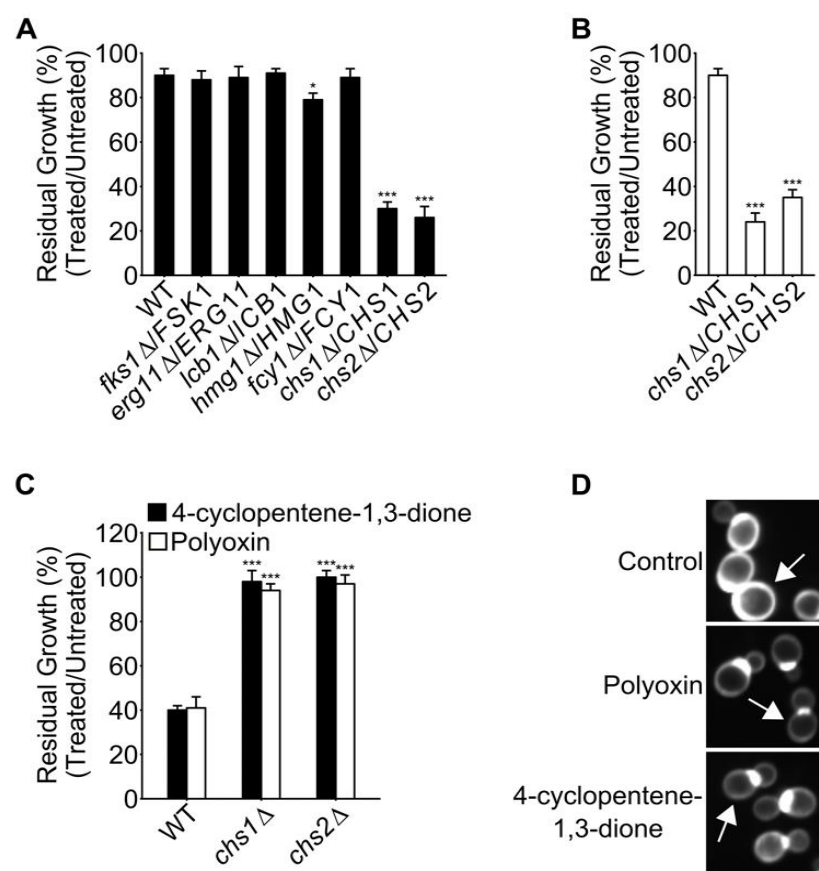 A
Residual Growth (%)
(Treated/Untreated)
100
80
60
40
20
0
*
***
***
WT
fks1Δ/FSK1
erg11Δ/ERG11
lcb1Δ/ICB1
hmg1Δ/HMG1
fcy1Δ/FCY1
chs1Δ/CHS1
chs2Δ/CHS2
B
Residual Growth (%)
(Treated/Untreated)
100
80
60
40
20
0
***
***
WT
chs1Δ/CHS1
chs2Δ/CHS2
C
4-cyclopentene-1,3-dione
Polyoxin
Residual Growth (%)
(Treated/Untreated)
120
100
80
60
40
20
0
***
***
***
***
WT
chs1Δ
chs2Δ
D
Control
Polyoxin
4-cyclopentene-
1,3-dione